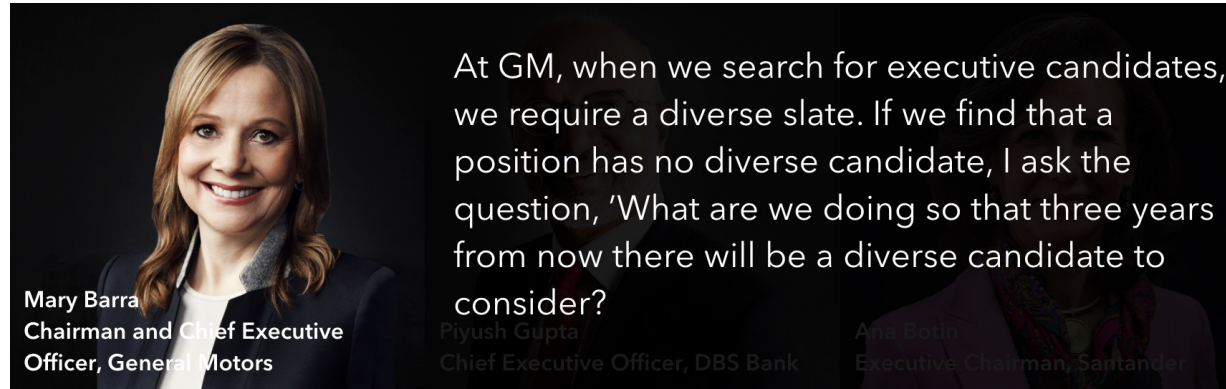 At GM, when we search for executive candidates,
we require a diverse slate. If we find that a
position has no diverse candidate, I ask the
question, ‘What are we doing so that three years
from now there will be a diverse candidate to
consider?
Mary Barra
Chairman and Chief Executive
Officer, General Motors
Piyush Gupta
Chief Executive Officer, DBS Bank
Ana Botin
Executive Chairman, Santander